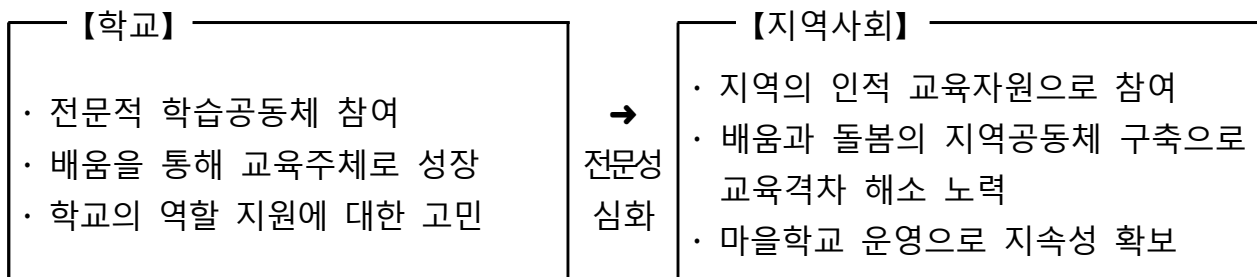 【학교】
· 전문적 학습공동체 참여
· 배움을 통해 교육주체로 성장
· 학교의 역할 지원에 대한 고민
➜
전문성
심화
【지역사회】
· 지역의 인적 교육자원으로 참여
· 배움과 돌봄의 지역공동체 구축으로
교육격차 해소 노력
· 마을학교 운영으로 지속성 확보